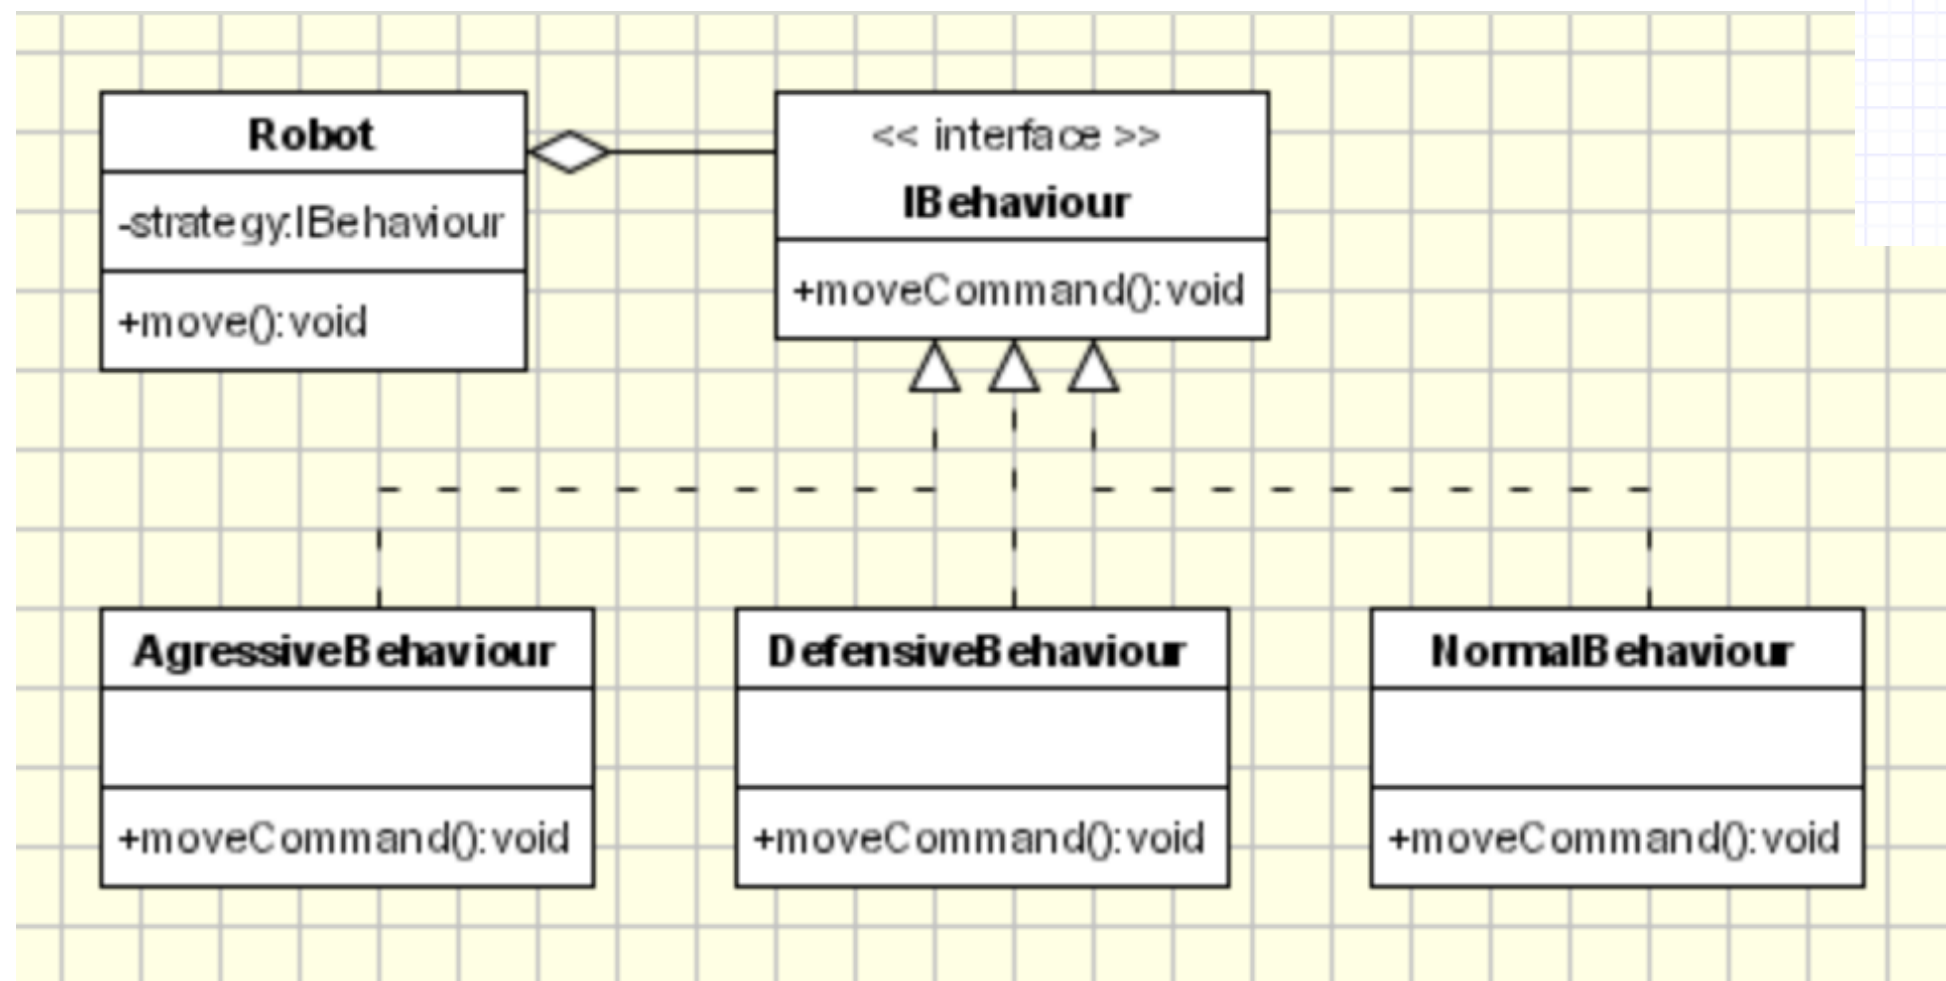 Robot
-strategy:IBehaviour
+move():void
<< interface >>
IBehaviour
+moveCommand():void
AgressiveBehaviour
+moveCommand():void
DefensiveBehaviour
+moveCommand():void
NormalBehaviour
+moveCommand():void